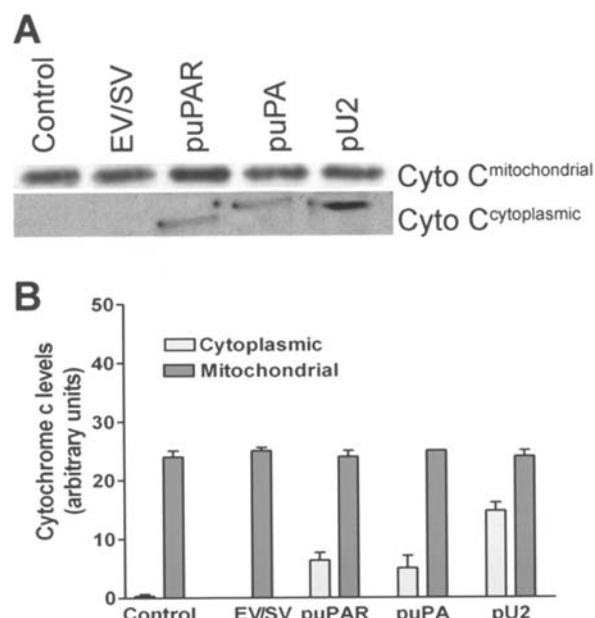 A
Control EV/SV puPAR puPA pU2
Cyto C^mitochondrial
Cyto C^cytoplasmic
B
Cytochrome c levels
(arbitrary units)
50
40
30
20
10
0
Cytoplasmic
Mitochondrial
Control EV/SV puPAR puPA pU2